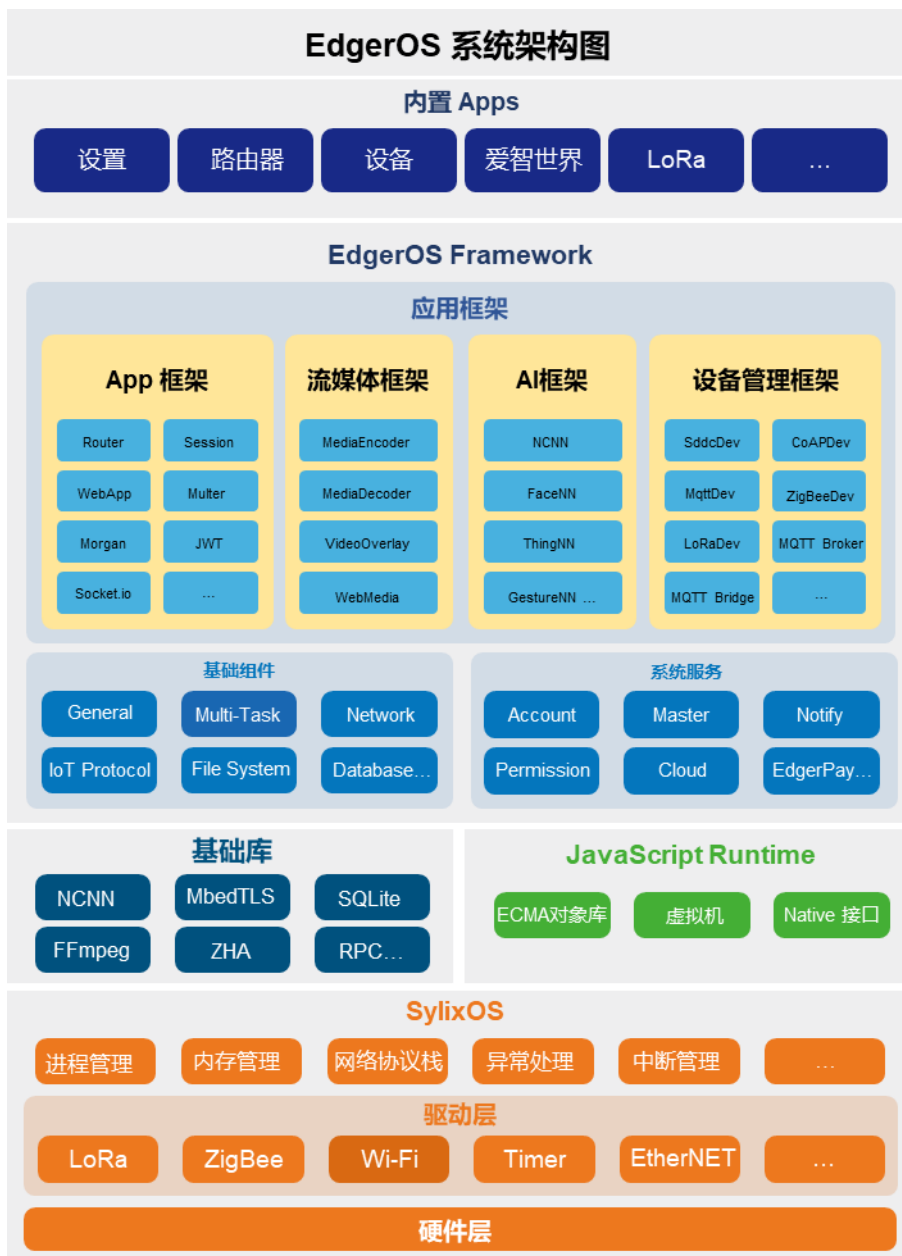 EdgerOS 系统架构图
内置 Apps
设置 路由器 设备 爱智世界 LoRa ...
EdgerOS Framework
应用框架
App 框架 流媒体框架 AI框架 设备管理框架
Router Session MediaEncoder NCNN SddcDev CoAPDev
WebApp Multer MediaDecoder FaceNN MqttDev ZigBeeDev
Morgan JWT VideoOverlay ThingNN LoRaDev MQTT Broker
Socket.io ... WebMedia GestureNN ... MQTT Bridge ...
基础组件 系统服务
General Multi-Task Network Account Master Notify
IoT Protocol File System Database... Permission Cloud EdgerPay...
基础库 JavaScript Runtime
NCNN MbedTLS SQLite ECMA对象库 虚拟机 Native 接口
FFmpeg ZHA RPC...
SylixOS
进程管理 内存管理 网络协议栈 异常处理 中断管理 ...
驱动层
LoRa ZigBee Wi-Fi Timer EtherNET ...
硬件层